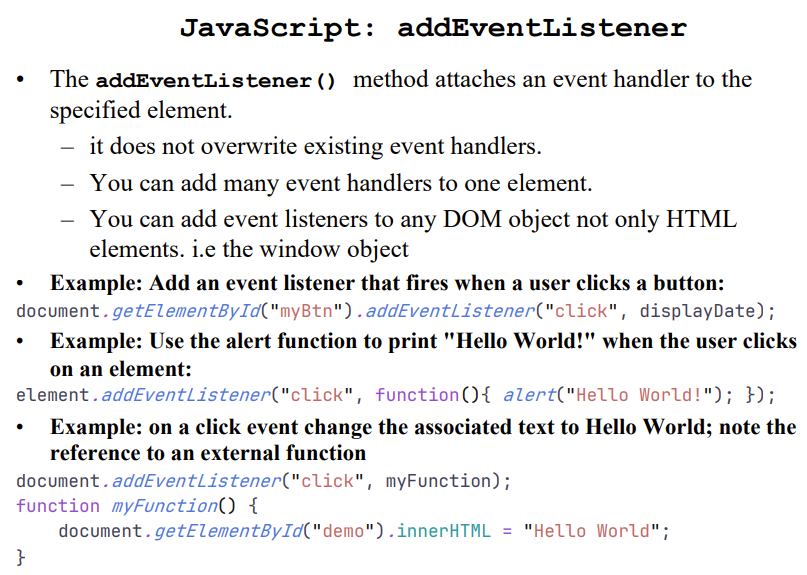 JavaScript: addEventListener
• The addEventListener() method attaches an event handler to the
specified element.
– it does not overwrite existing event handlers.
– You can add many event handlers to one element.
– You can add event listeners to any DOM object not only HTML
elements. i.e the window object
• Example: Add an event listener that fires when a user clicks a button:
document.getElementById("myBtn").addEventListener("click", displayDate);
• Example: Use the alert function to print "Hello World!" when the user clicks
on an element:
element.addEventListener("click", function(){ alert("Hello World!"); });
• Example: on a click event change the associated text to Hello World; note the
reference to an external function
document.addEventListener("click", myFunction);
function myFunction() {
    document.getElementById("demo").innerHTML = "Hello World";
}